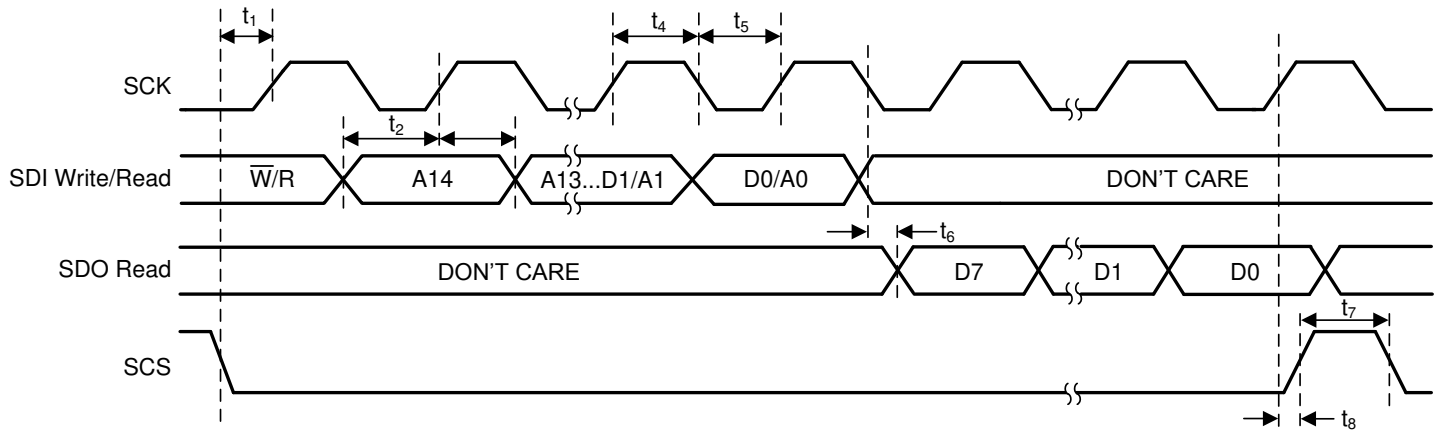 t₁
t₄
t₅
SCK
t₂
SDI Write/Read
W̅/R
A14
A13...D1/A1
D0/A0
DON'T CARE
t₆
SDO Read
DON'T CARE
D7
D1
D0
t₇
SCS
t₈